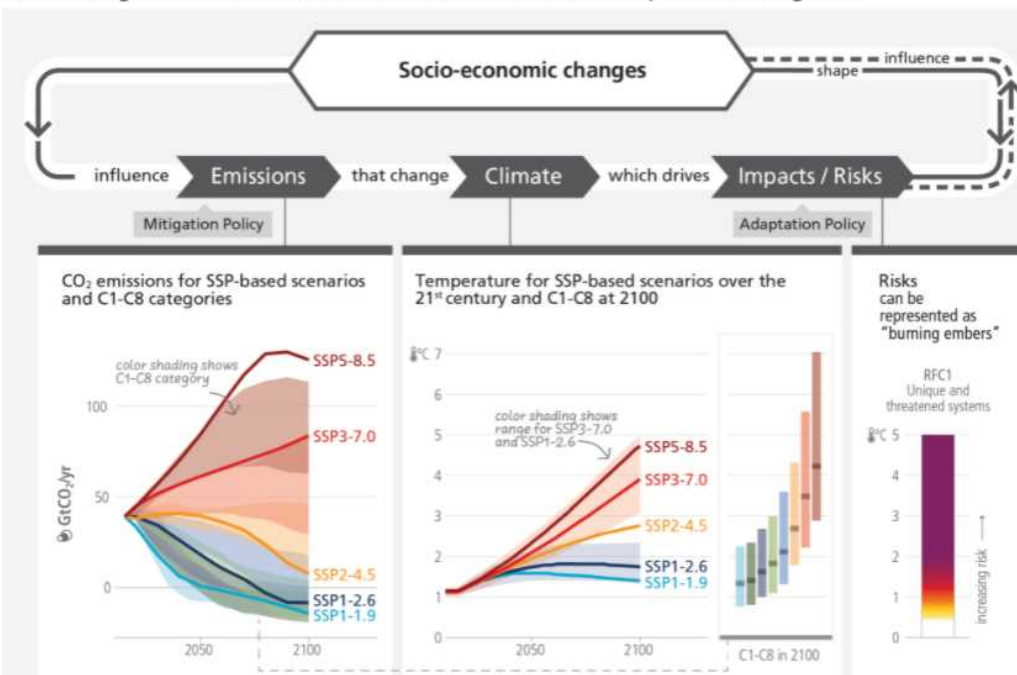 Socio-economic changes
influence
shape
influence
Emissions
that change
Climate
which drives
Impacts / Risks
Mitigation Policy
Adaptation Policy
CO₂ emissions for SSP-based scenarios
and C1-C8 categories
color shading shows
C1-C8 category
SSP5-8.5
SSP3-7.0
SSP2-4.5
SSP1-2.6
SSP1-1.9
GtCO₂/yr
100
50
0
2050
2100
Temperature for SSP-based scenarios over the
21ˢᵗ century and C1-C8 at 2100
°C 7
6
5
4
3
2
1
0
color shading shows
range for SSP3-7.0
and SSP1-2.6
SSP5-8.5
SSP3-7.0
SSP2-4.5
SSP1-2.6
SSP1-1.9
2050
2100
C1-C8 in 2100
Risks
can be
represented as
"burning embers"
RFC1
Unique and
threatened systems
°C 5
4
3
2
1
0
increasing risk